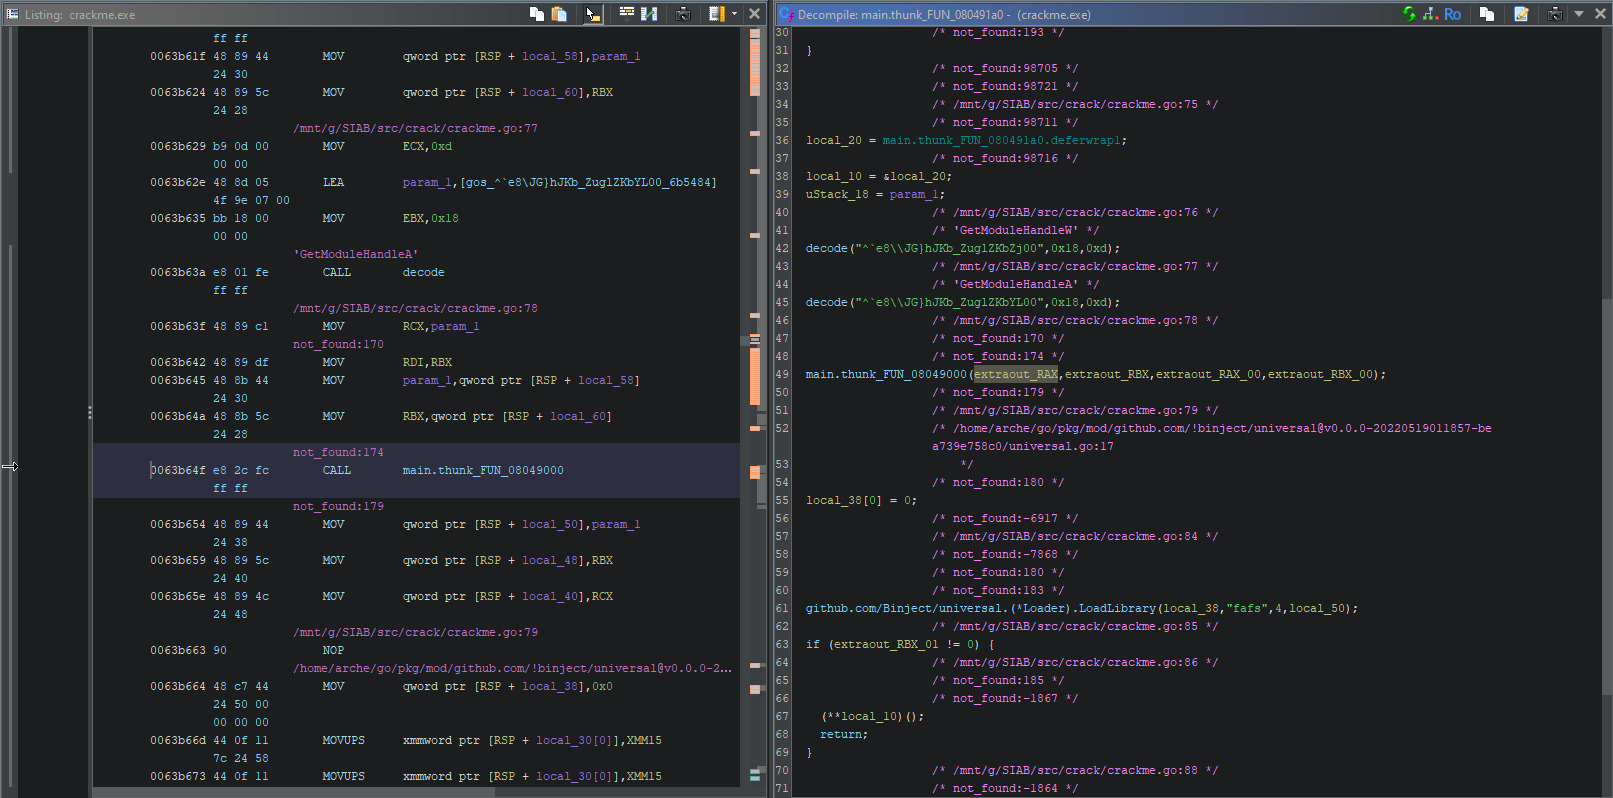 Listing: crackme.exe
ff ff
0063b61f 48 89 44 MOV qword ptr [RSP + local_58],param_1
24 30
0063b624 48 89 5c MOV qword ptr [RSP + local_60],RBX
24 28
/mnt/g/SIAB/src/crack/crackme.go:77
0063b629 b9 0d 00 MOV ECX,0xd
00 00
0063b62e 48 8d 05 LEA param_1,[gos_^`e8\JG}hJKb_ZuglZKbYL00_6b5484]
4f 9e 07 00
0063b635 bb 18 00 MOV EBX,0x18
00 00
'GetModuleHandleA'
0063b63a e8 01 fe CALL decode
ff ff
/mnt/g/SIAB/src/crack/crackme.go:78
0063b63f 48 89 c1 MOV RCX,param_1
not_found:170
0063b642 48 89 df MOV RDI,RBX
0063b645 48 8b 44 MOV param_1,qword ptr [RSP + local_58]
24 30
0063b64a 48 8b 5c MOV RBX,qword ptr [RSP + local_60]
24 28
not_found:174
0063b64f e8 2c fc CALL main.thunk_FUN_08049000
ff ff
not_found:179
0063b654 48 89 44 MOV qword ptr [RSP + local_50],param_1
24 38
0063b659 48 89 5c MOV qword ptr [RSP + local_48],RBX
24 40
0063b65e 48 89 4c MOV qword ptr [RSP + local_40],RCX
24 48
/mnt/g/SIAB/src/crack/crackme.go:79
0063b663 90 NOP
/home/arche/go/pkg/mod/github.com/!binject/universal@v0.0.0-2...
0063b664 48 c7 44 MOV qword ptr [RSP + local_38],0x0
24 50 00
00 00 00
0063b66d 44 0f 11 MOVUPS xmmword ptr [RSP + local_30[0]],XMM15
7c 24 58
0063b673 44 0f 11 MOVUPS xmmword ptr [RSP + local_30[0]],XMM15
Decompile: main.thunk_FUN_080491a0 - (crackme.exe)
Ro
30 /* not_found:193 */
31 }
32 /* not_found:98705 */
33 /* not_found:98721 */
34 /* /mnt/g/SIAB/src/crack/crackme.go:75 */
35 /* not_found:98711 */
36 local_20 = main.thunk_FUN_080491a0.deferwrap1;
37 /* not_found:98716 */
38 local_10 = &local_20;
39 uStack_18 = param_1;
40 /* /mnt/g/SIAB/src/crack/crackme.go:76 */
41 /* 'GetModuleHandleW' */
42 decode("^`e8\\JG}hJKb_ZuglZKbZj00",0x18,0xd);
43 /* /mnt/g/SIAB/src/crack/crackme.go:77 */
44 /* 'GetModuleHandleA' */
45 decode("^`e8\\JG}hJKb_ZuglZKbYL00",0x18,0xd);
46 /* /mnt/g/SIAB/src/crack/crackme.go:78 */
47 /* not_found:170 */
48 /* not_found:174 */
49 main.thunk_FUN_08049000(extraout_RAX,extraout_RBX,extraout_RAX_00,extraout_RBX_00);
50 /* not_found:179 */
51 /* /mnt/g/SIAB/src/crack/crackme.go:79 */
52 /* /home/arche/go/pkg/mod/github.com/!binject/universal@v0.0.0-20220519011857-be
a739e758c0/universal.go:17
53 */
54 /* not_found:180 */
55 local_38[0] = 0;
56 /* not_found:-6917 */
57 /* /mnt/g/SIAB/src/crack/crackme.go:84 */
58 /* not_found:-7868 */
59 /* not_found:180 */
60 /* not_found:183 */
61 github.com/Binject/universal.(*Loader).LoadLibrary(local_38,"fafs",4,local_50);
62 /* /mnt/g/SIAB/src/crack/crackme.go:85 */
63 if (extraout_RBX_01 != 0) {
64 /* /mnt/g/SIAB/src/crack/crackme.go:86 */
65 /* not_found:185 */
66 /* not_found:-1867 */
67 (**local_10)();
68 return;
69 }
70 /* /mnt/g/SIAB/src/crack/crackme.go:88 */
71 /* not_found:-1864 */